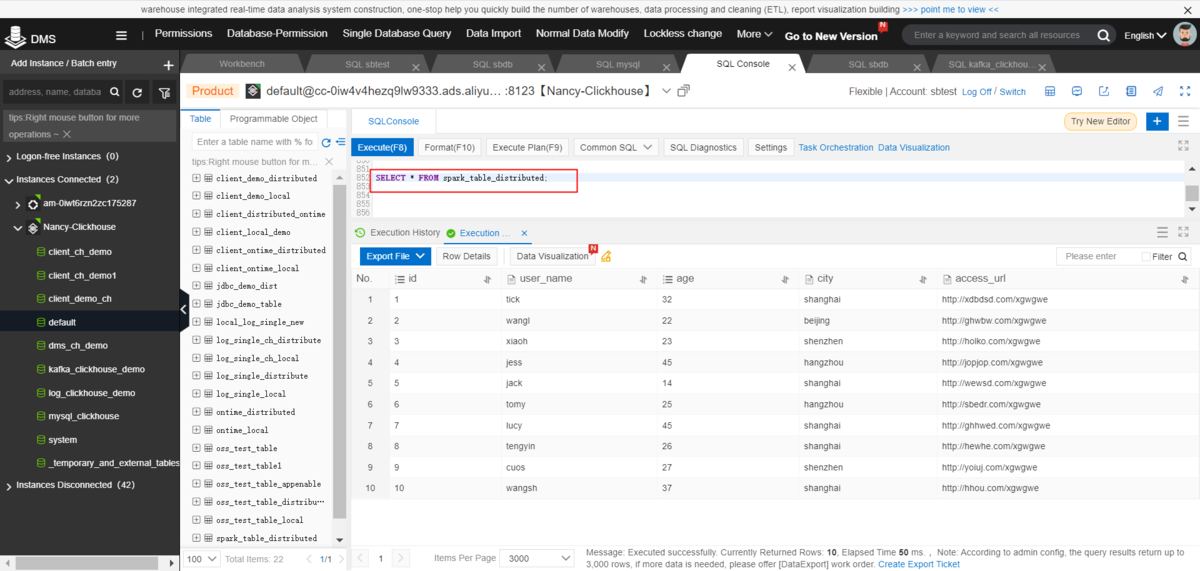 warehouse integrated real-time data analysis system construction, one-stop help you quickly build the number of warehouses, data processing and cleaning (ETL), report visualization building >>> point me to view <<
DMS
Permissions Database-Permission Single Database Query Data Import Normal Data Modify Lockless change More Go to New Version N Enter a keyword and search all resources English
Add Instance / Batch entry
Workbench SQL sbtest SQL sbdb SQL mysql SQL Console SQL sbdb SQL kafka_clickhou...
address, name, databa
Product default@cc-0iw4v4hezq9lw9333.ads.aliyu... :8123【Nancy-Clickhouse】 Flexible | Account: sbtest Log Off / Switch
tips:Right mouse button for more
operations ~
Logon-free Instances (0)
Instances Connected (2)
am-0iwt6rzn2zc175287
Nancy-Clickhouse
client_ch_demo
client_ch_demo1
client_demo_ch
default
dms_ch_demo
kafka_clickhouse_demo
log_clickhouse_demo
mysql_clickhouse
system
_temporary_and_external_tables
Instances Disconnected (42)
Table Programmable Object
Enter a table name with % fo
tips:Right mouse button for m...
client_demo_distributed
client_demo_local
client_distributed_ontime
client_local_demo
client_ontime_distributed
client_ontime_local
jdbc_demo_dist
jdbc_demo_table
local_log_single_new
log_single_ch_distribute
log_single_ch_local
log_single_distribute
log_single_local
ontime_distributed
ontime_local
oss_test_table
oss_test_table1
oss_test_table_appenable
oss_test_table_distribu...
oss_test_table_local
spark_table_distributed
100 Total Items: 22 1/1
SQLConsole Try New Editor
Execute(F8) Format(F10) Execute Plan(F9) Common SQL SQL Diagnostics Settings Task Orchestration Data Visualization
850
851
852 SELECT * FROM spark_table_distributed;
853
854
855
856
Execution History Execution ...
Export File Row Details Data Visualization N Please enter Filter
No. id user_name age city access_url
1 1 tick 32 shanghai http://xdbdsd.com/xgwgwe
2 2 wangl 22 beijing http://ghwbw.com/xgwgwe
3 3 xiaoh 23 shenzhen http://holko.com/xgwgwe
4 4 jess 45 hangzhou http://jopjop.com/xgwgwe
5 5 jack 14 shanghai http://wewsd.com/xgwgwe
6 6 tomy 25 hangzhou http://sbedr.com/xgwgwe
7 7 lucy 45 shanghai http://ghhwed.com/xgwgwe
8 8 tengyin 26 shanghai http://hewhe.com/xgwgwe
9 9 cuos 27 shenzhen http://yoiuj.com/xgwgwe
10 10 wangsh 37 shanghai http://hhou.com/xgwgwe
1 Items Per Page 3000
Message: Executed successfully. Currently Returned Rows: 10, Elapsed Time 50 ms. , Note: According to admin config, the query results return up to
3,000 rows, if more data is needed, please offer [DataExport] work order. Create Export Ticket